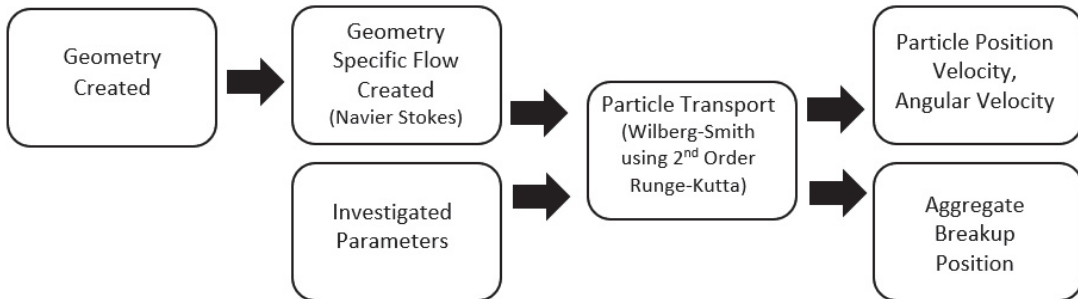 Geometry
Created
Geometry
Specific Flow
Created
(Navier Stokes)
Investigated
Parameters
Particle Transport
(Wilberg-Smith
using 2nd Order
Runge-Kutta)
Particle Position
Velocity,
Angular Velocity
Aggregate
Breakup
Position